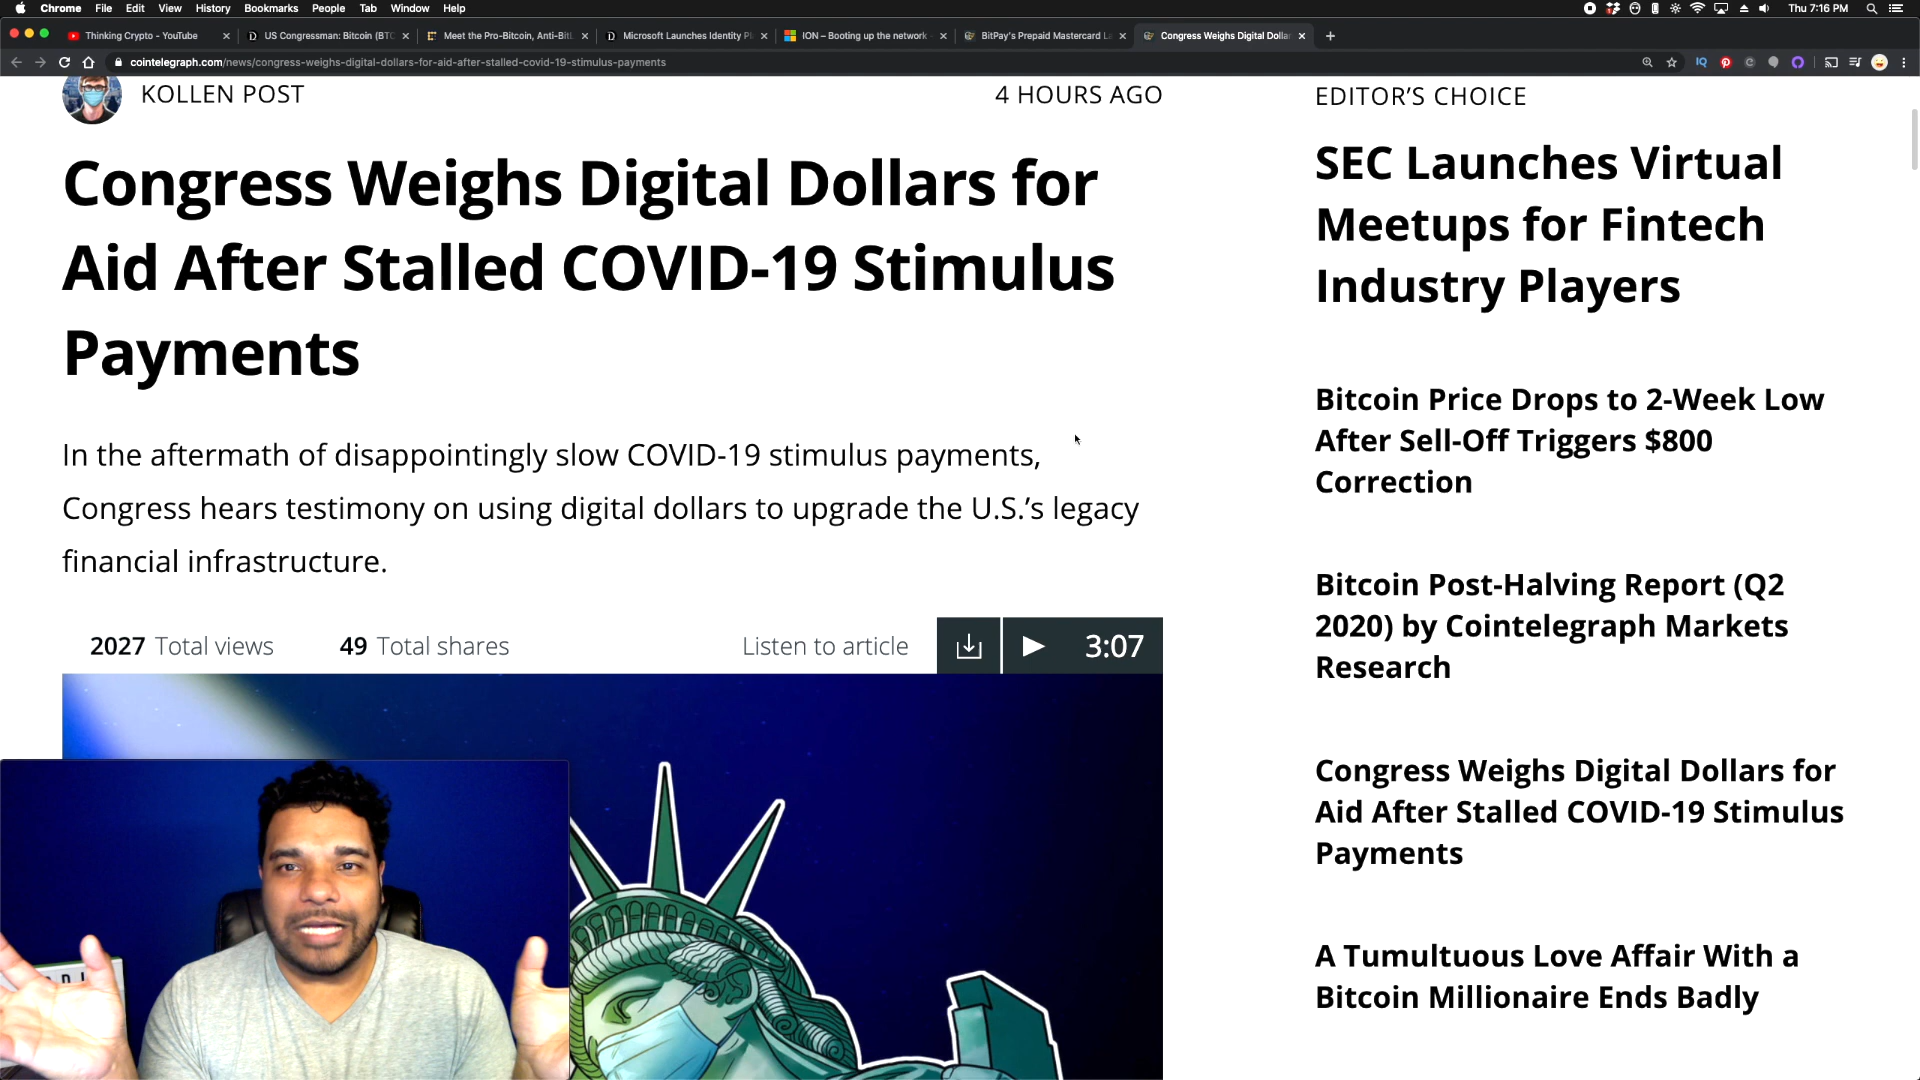 Chrome File Edit View History Bookmarks People Tab Window Help
Thu 7:16 PM
Thinking Crypto - YouTube
US Congressman: Bitcoin (BTC
Meet the Pro-Bitcoin, Anti-Bit
Microsoft Launches Identity P
ION – Booting up the network
BitPay's Prepaid Mastercard L
Congress Weighs Digital Dollar
cointelegraph.com/news/congress-weighs-digital-dollars-for-aid-after-stalled-covid-19-stimulus-payments
KOLLEN POST
4 HOURS AGO
Congress Weighs Digital Dollars for
Aid After Stalled COVID-19 Stimulus
Payments
In the aftermath of disappointingly slow COVID-19 stimulus payments,
Congress hears testimony on using digital dollars to upgrade the U.S.’s legacy
financial infrastructure.
2027 Total views
49 Total shares
Listen to article
3:07
EDITOR’S CHOICE
SEC Launches Virtual
Meetups for Fintech
Industry Players
Bitcoin Price Drops to 2-Week Low
After Sell-Off Triggers $800
Correction
Bitcoin Post-Halving Report (Q2
2020) by Cointelegraph Markets
Research
Congress Weighs Digital Dollars for
Aid After Stalled COVID-19 Stimulus
Payments
A Tumultuous Love Affair With a
Bitcoin Millionaire Ends Badly